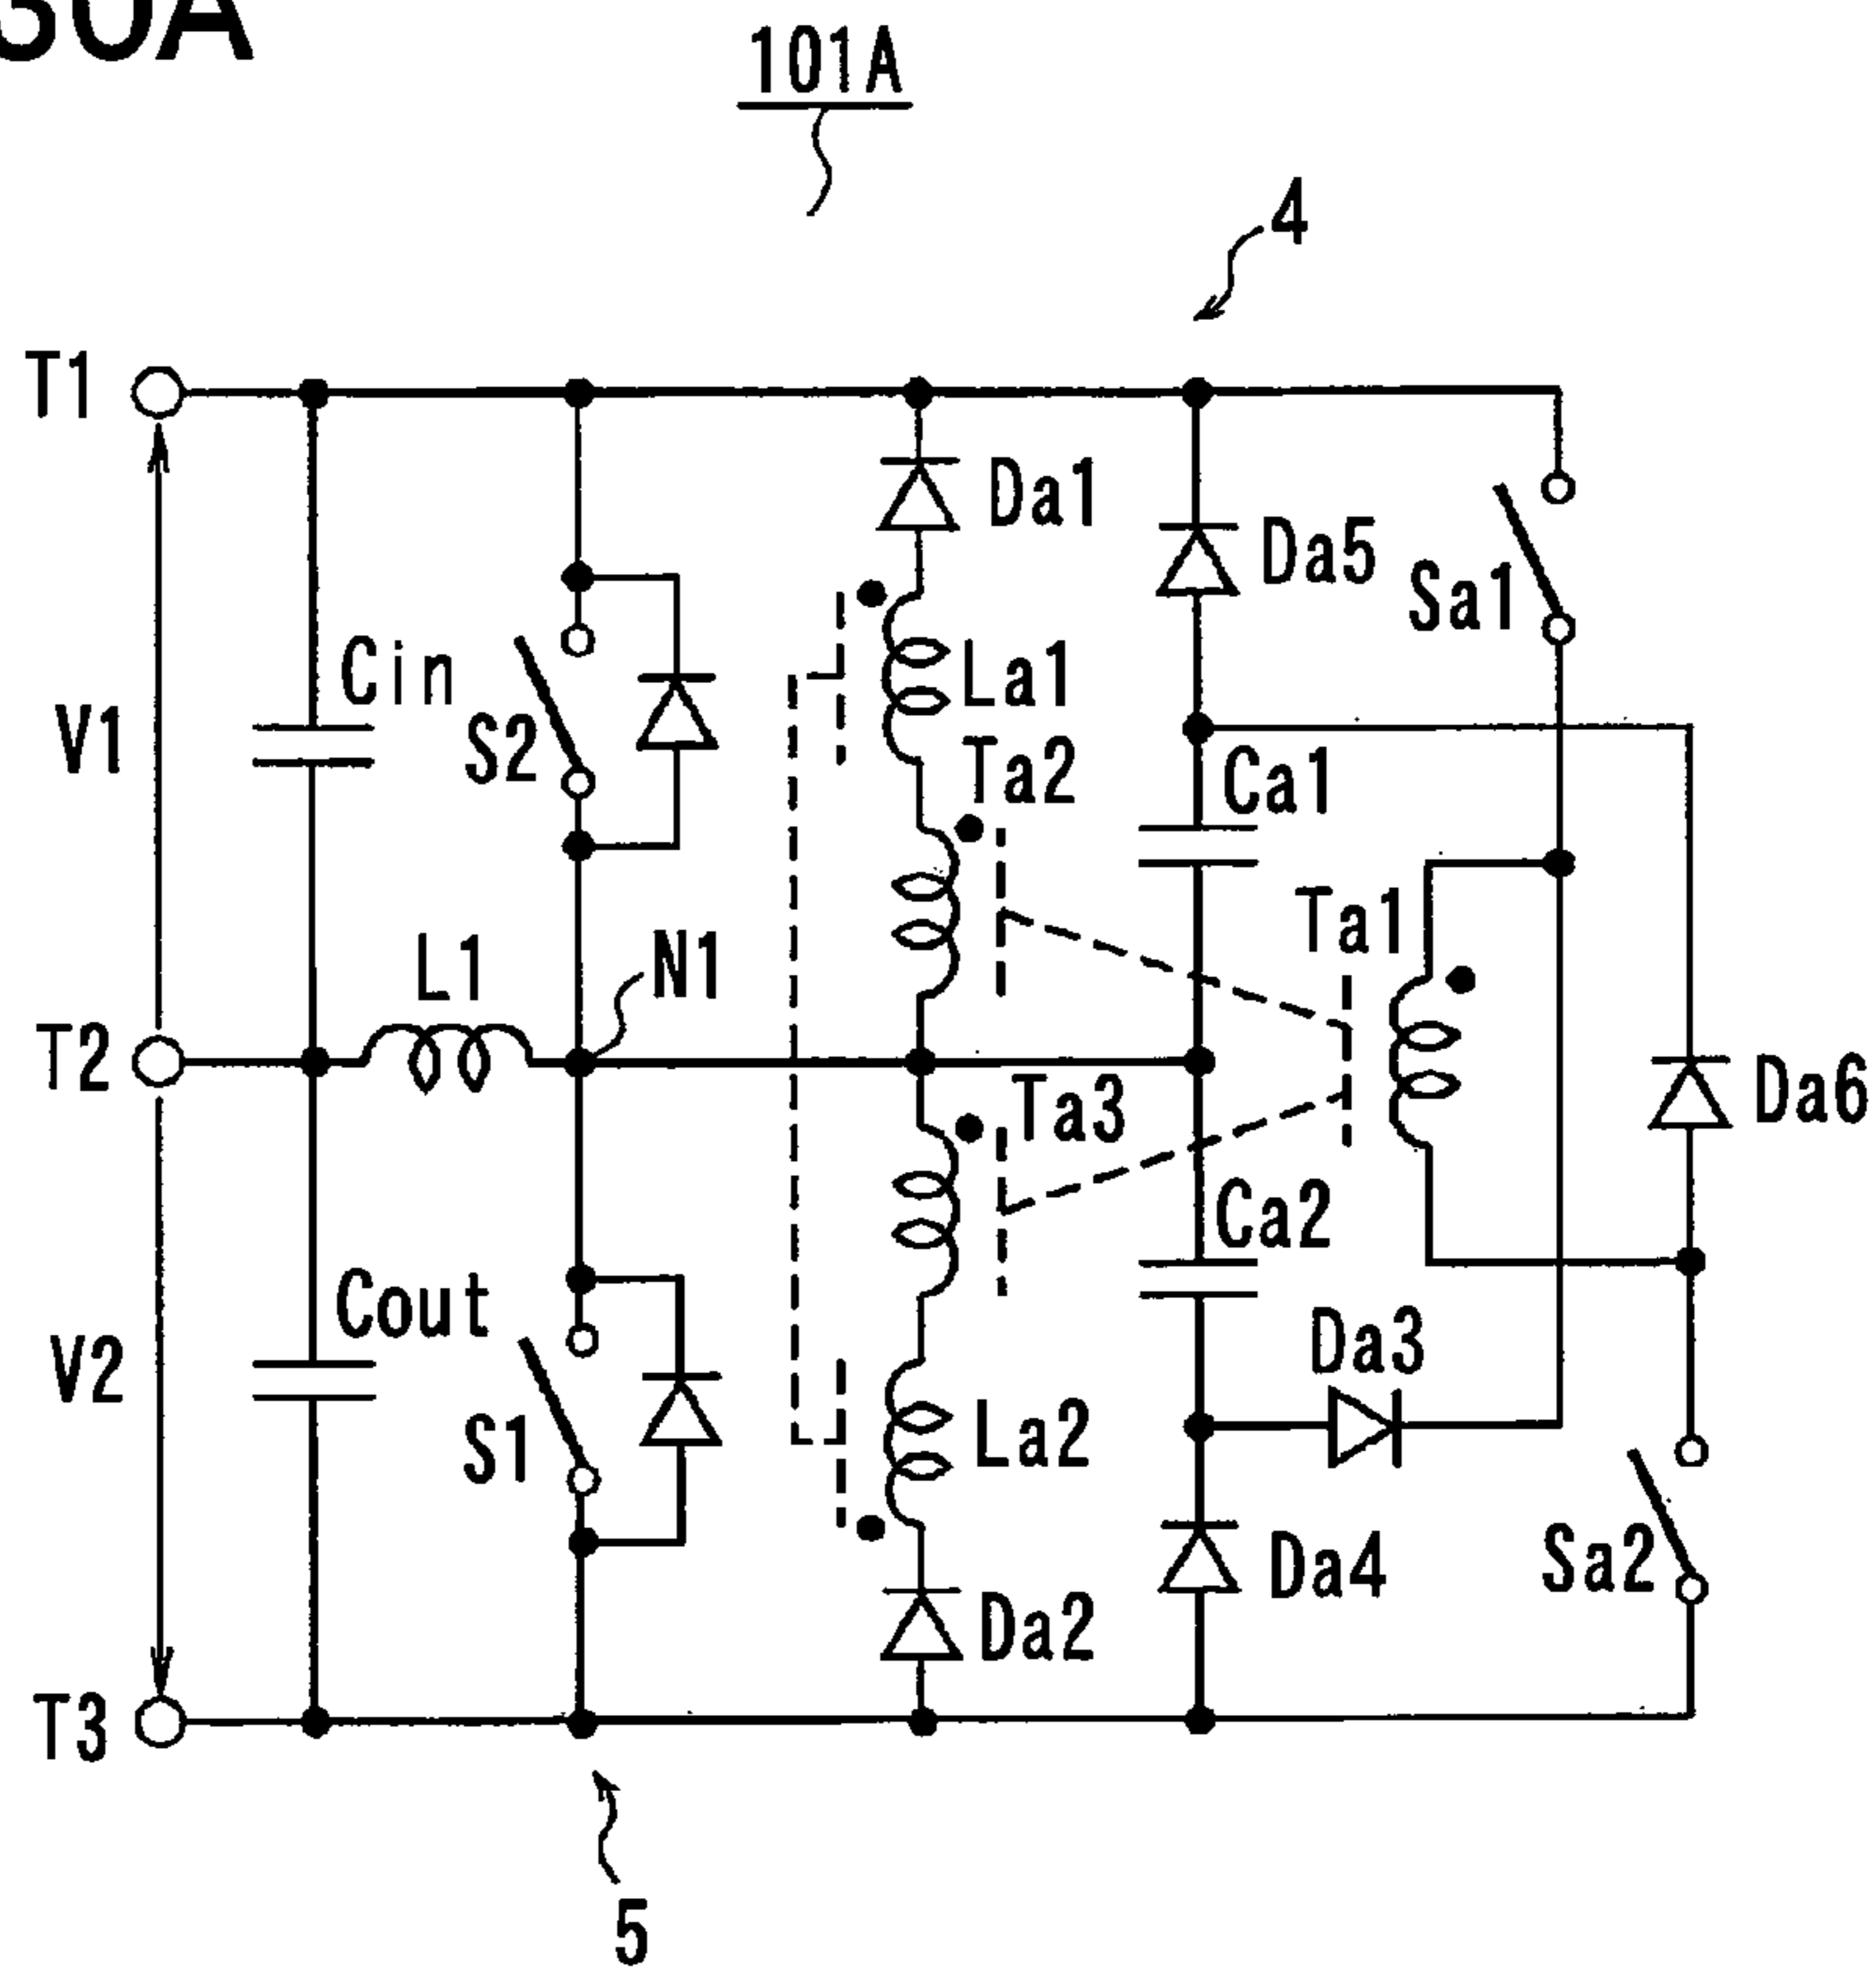 30A
101A
4
T1
Da1
Da5
Sa1
Cin
La1
V1
S2
Ta2
Ca1
Ta1
L1
N1
T2
Ta3
Da6
Ca2
Cout
Da3
V2
S1
La2
Sa2
Da4
Da2
T3
5